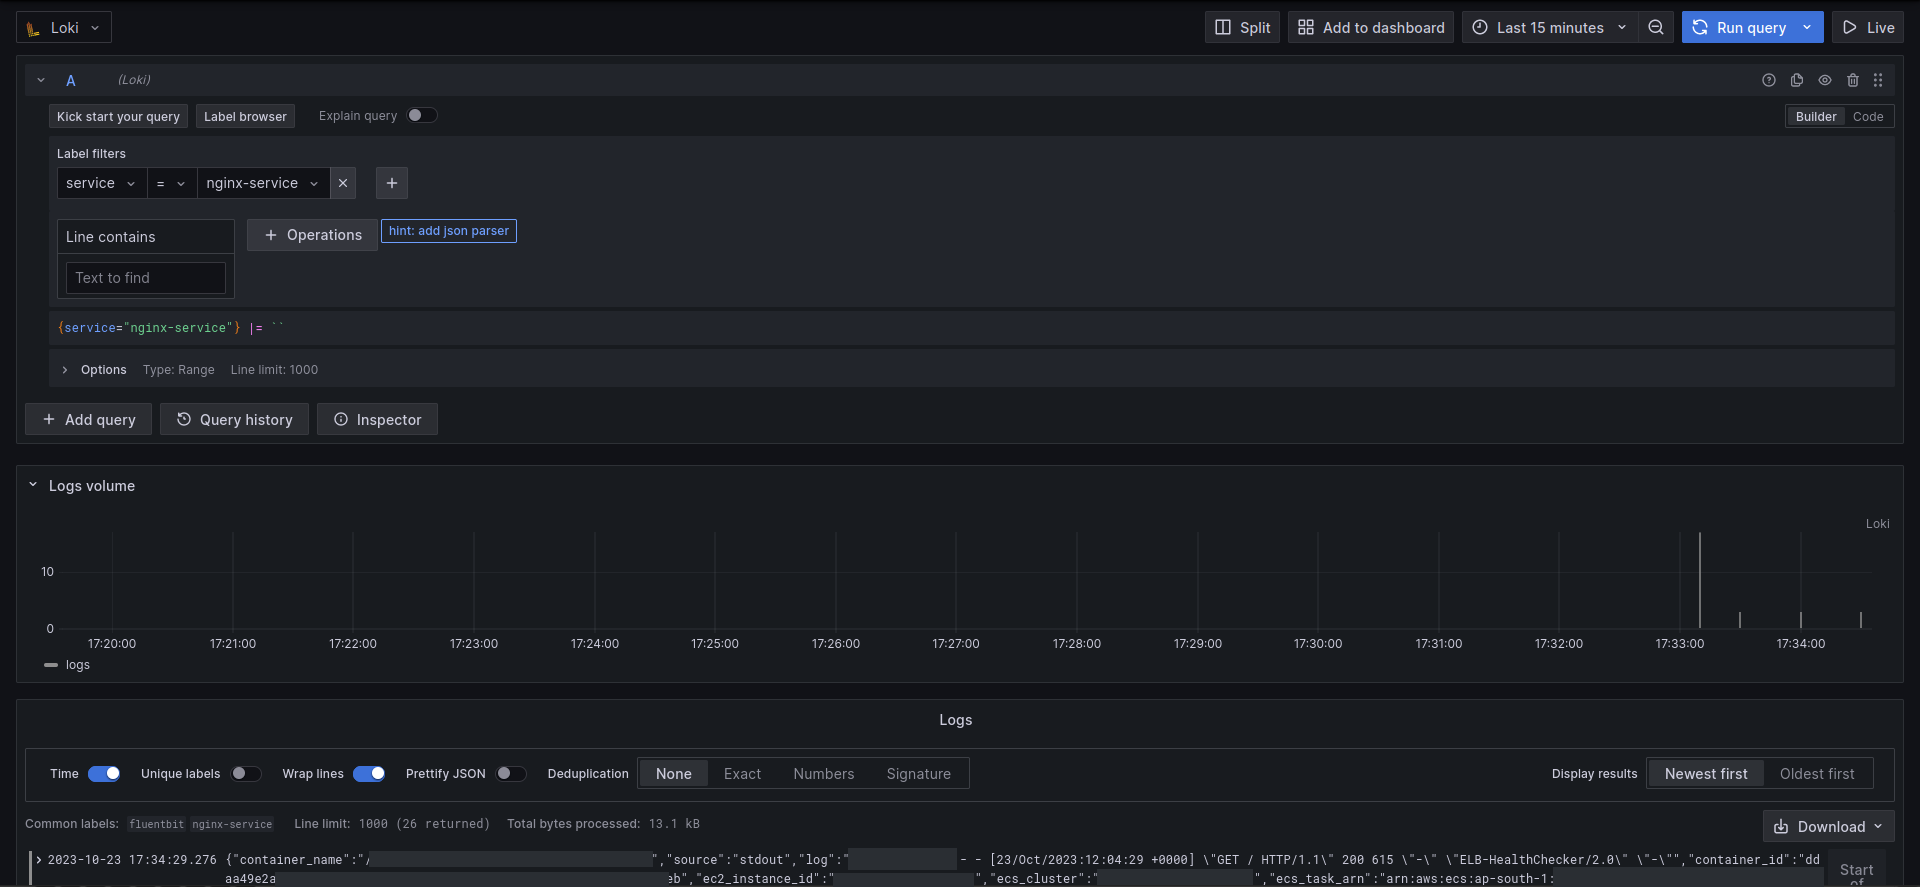 Loki
Split
Add to dashboard
Last 15 minutes
Run query
Live
A (Loki)
Kick start your query
Label browser
Explain query
Builder
Code
Label filters
service = nginx-service
Line contains
Operations
hint: add json parser
Text to find
{service="nginx-service"} |= ``
Options Type: Range Line limit: 1000
Add query
Query history
Inspector
Logs volume
Loki
10
0
17:20:00 17:21:00 17:22:00 17:23:00 17:24:00 17:25:00 17:26:00 17:27:00 17:28:00 17:29:00 17:30:00 17:31:00 17:32:00 17:33:00 17:34:00
logs
Logs
Time Unique labels Wrap lines Prettify JSON Deduplication None Exact Numbers Signature Display results Newest first Oldest first
Common labels: fluentbit nginx-service Line limit: 1000 (26 returned) Total bytes processed: 13.1 kB
Download
2023-10-23 17:34:29.276 {"container_name":"/ ","source":"stdout","log":" - - [23/Oct/2023:12:04:29 +0000] \"GET / HTTP/1.1\" 200 615 \"-\" \"ELB-HealthChecker/2.0\" \"-\"","container_id":"dd
aa49e2a eb","ec2_instance_id":" ","ecs_cluster":" ","ecs_task_arn":"arn:aws:ecs:ap-south-1:
Start
of